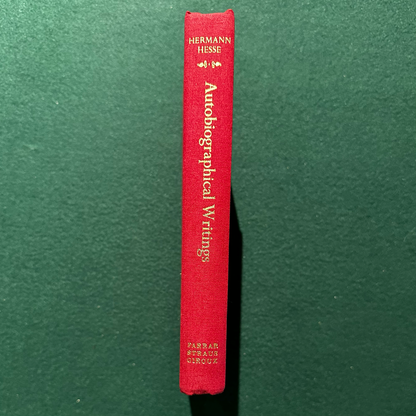 HERMANN
HESSE
Autobiographical Writings
FARRAR
STRAUS
GIROUX